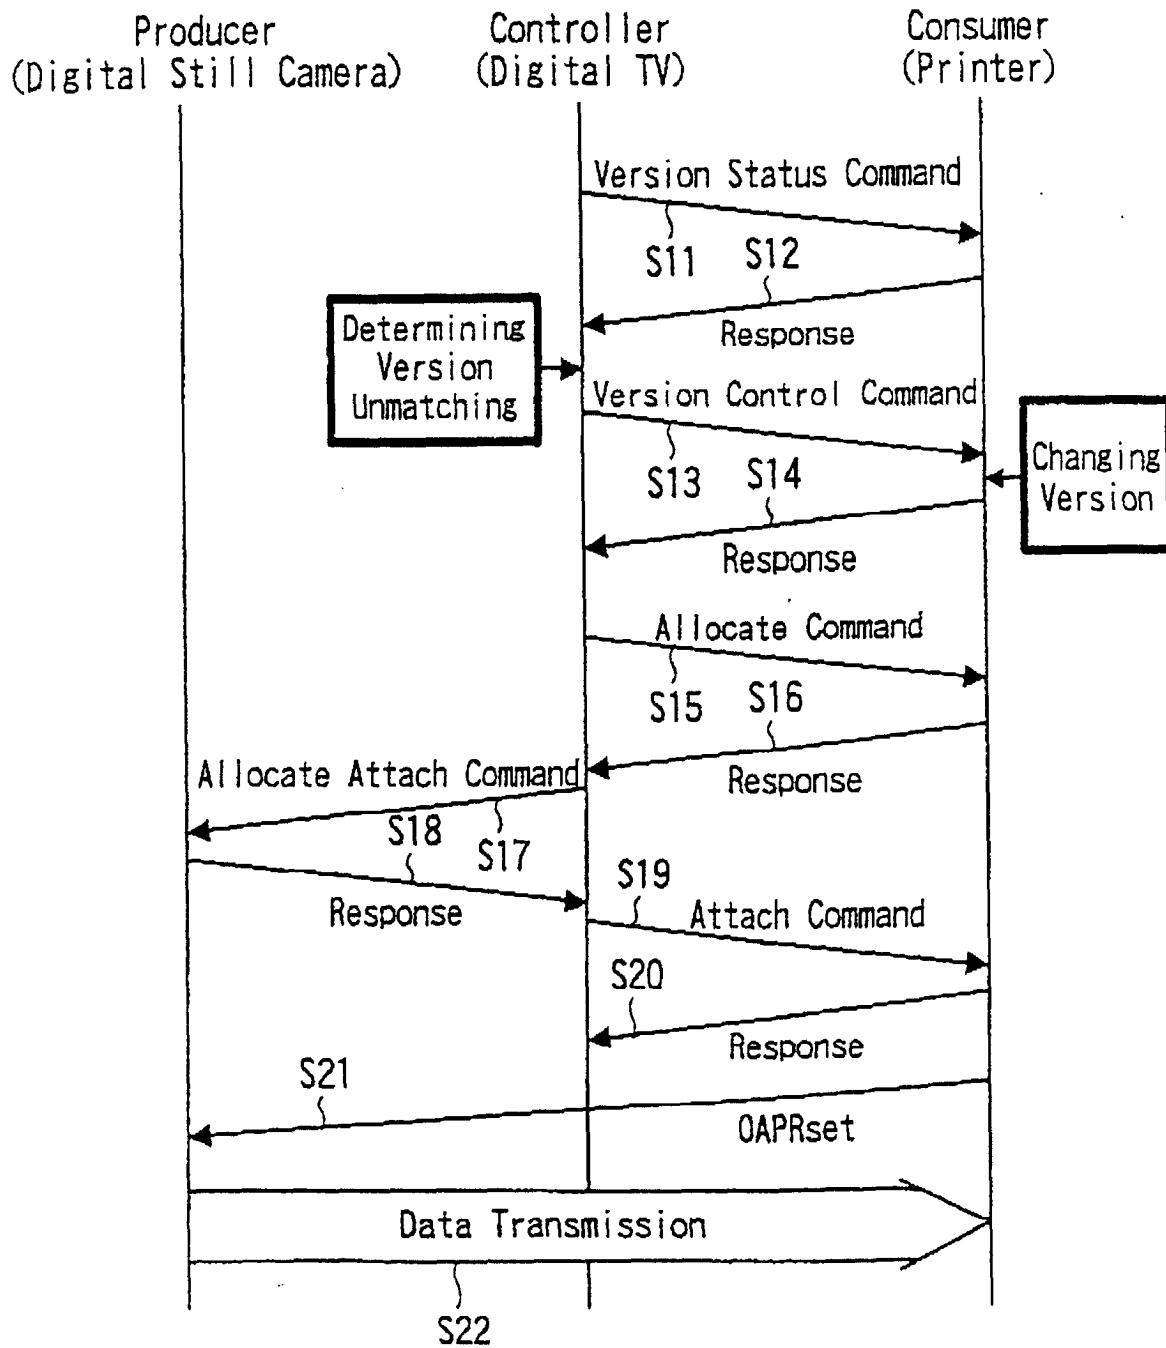 Producer
(Digital Still Camera)
Controller
(Digital TV)
Consumer
(Printer)
Version Status Command
S11
S12
Response
Determining
Version
Unmatching
Version Control Command
S13
S14
Changing
Version
Response
Allocate Command
S15
S16
Response
Allocate Attach Command
S17
S18
Response
S19
Attach Command
S20
Response
S21
OAPRset
Data Transmission
S22